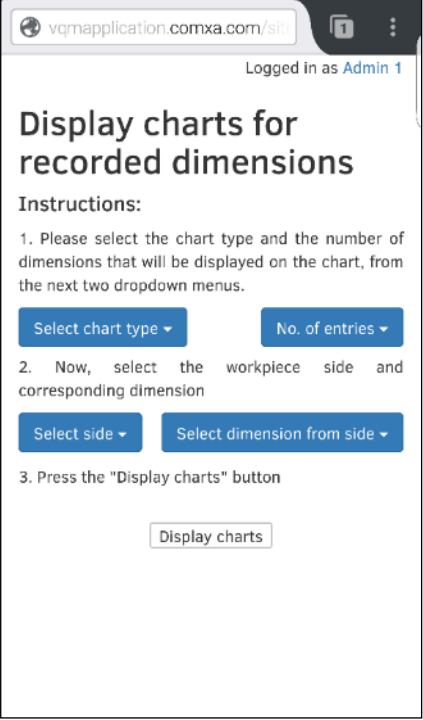 vqmapplication.comxa.com/sit
1
Logged in as Admin 1
Display charts for
recorded dimensions
Instructions:
1. Please select the chart type and the number of
dimensions that will be displayed on the chart, from
the next two dropdown menus.
Select chart type No. of entries
2. Now, select the workpiece side and
corresponding dimension
Select side Select dimension from side
3. Press the "Display charts" button
Display charts